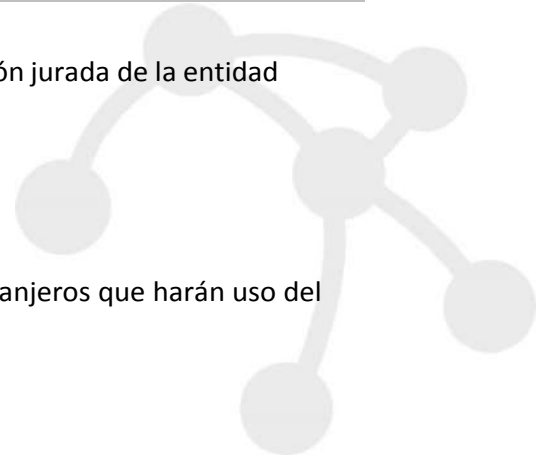 ón jurada de la entidad
anjeros que harán uso del